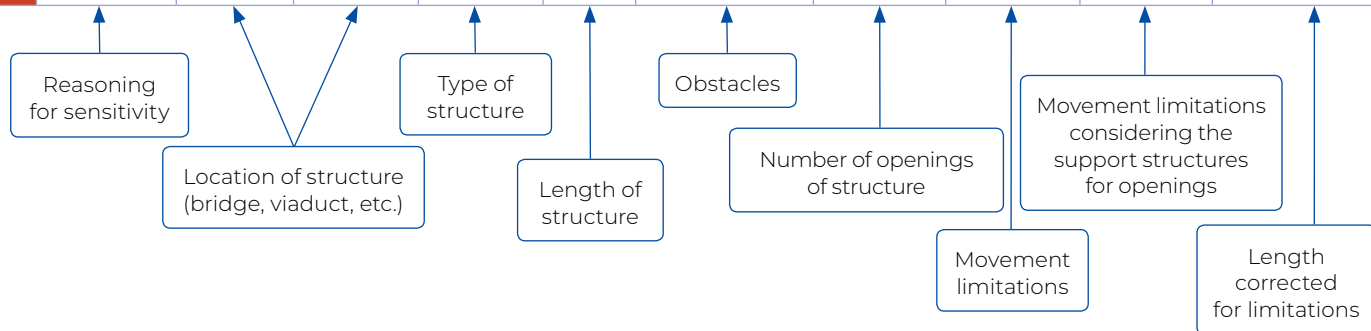 Reasoning
for sensitivity
Location of structure
(bridge, viaduct, etc.)
Type of
structure
Length of
structure
Obstacles
Number of openings
of structure
Movement
limitations
Movement limitations
considering the
support structures
for openings
Length
corrected
for limitations